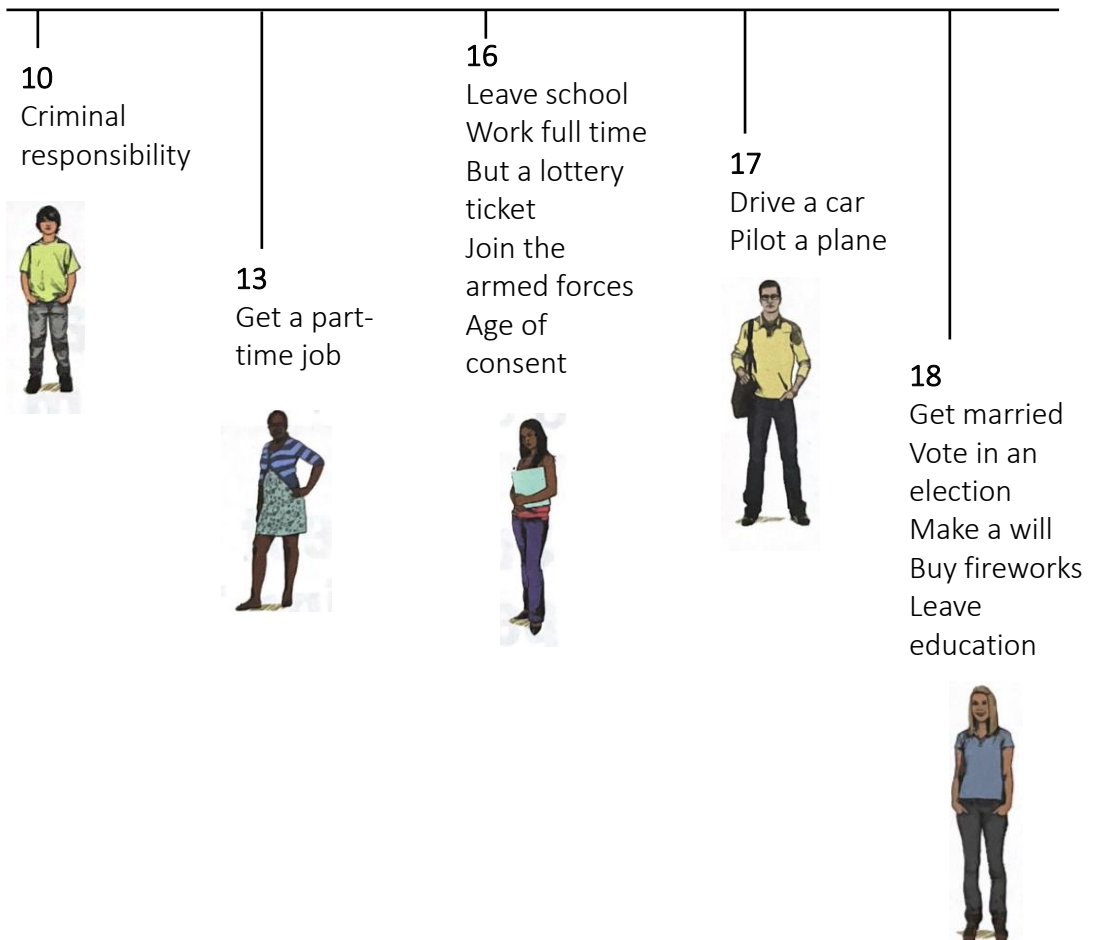 10
Criminal
responsibility
13
Get a part-
time job
16
Leave school
Work full time
But a lottery
ticket
Join the
armed forces
Age of
consent
17
Drive a car
Pilot a plane
18
Get married
Vote in an
election
Make a will
Buy fireworks
Leave
education